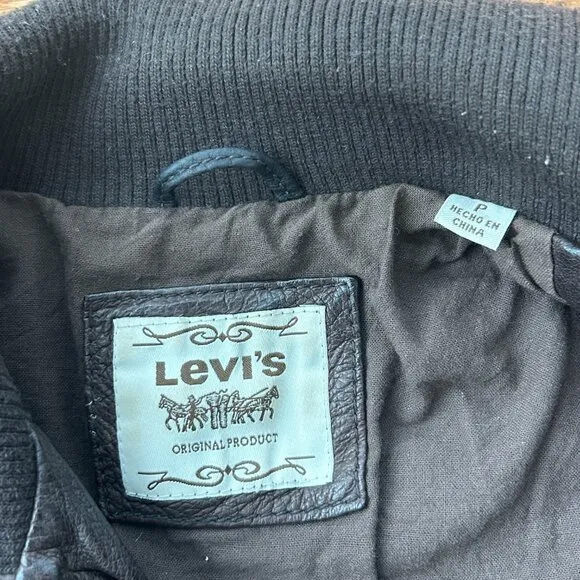 P
HECHO EN
CHINA
Levi's
ORIGINAL PRODUCT